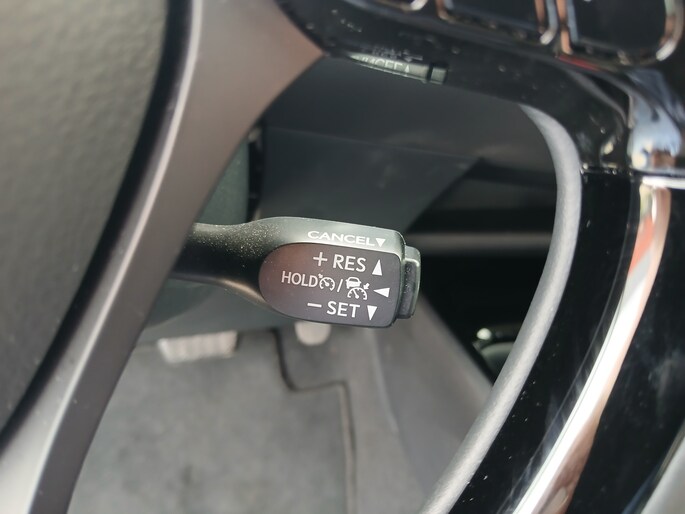 CANCEL▼
+ RES ▲
HOLD / ◀
− SET ▼